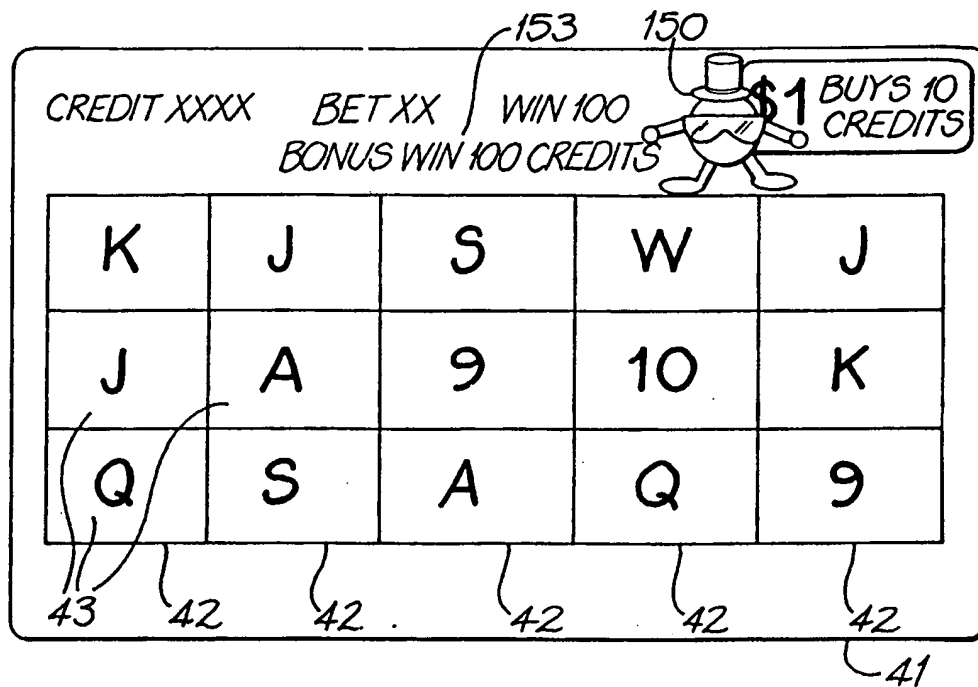 153 150
CREDIT XXXX BET XX WIN 100 $1 BUYS 10
CREDITS
BONUS WIN 100 CREDITS
K J S W J
J A 9 10 K
Q S A Q 9
43 42 42 42 42 42
41